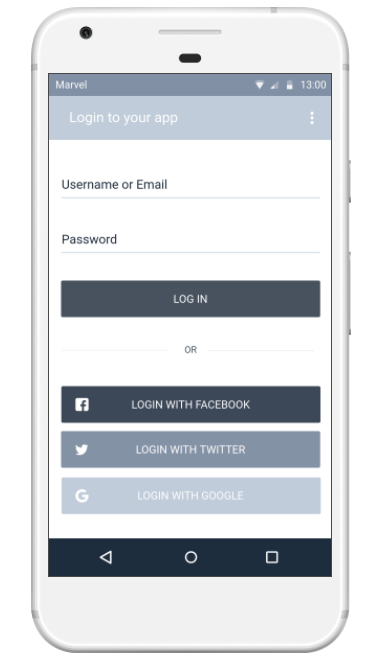 Marvel 13:00
Login to your app
Username or Email
Password
LOG IN
OR
LOGIN WITH FACEBOOK
LOGIN WITH TWITTER
LOGIN WITH GOOGLE